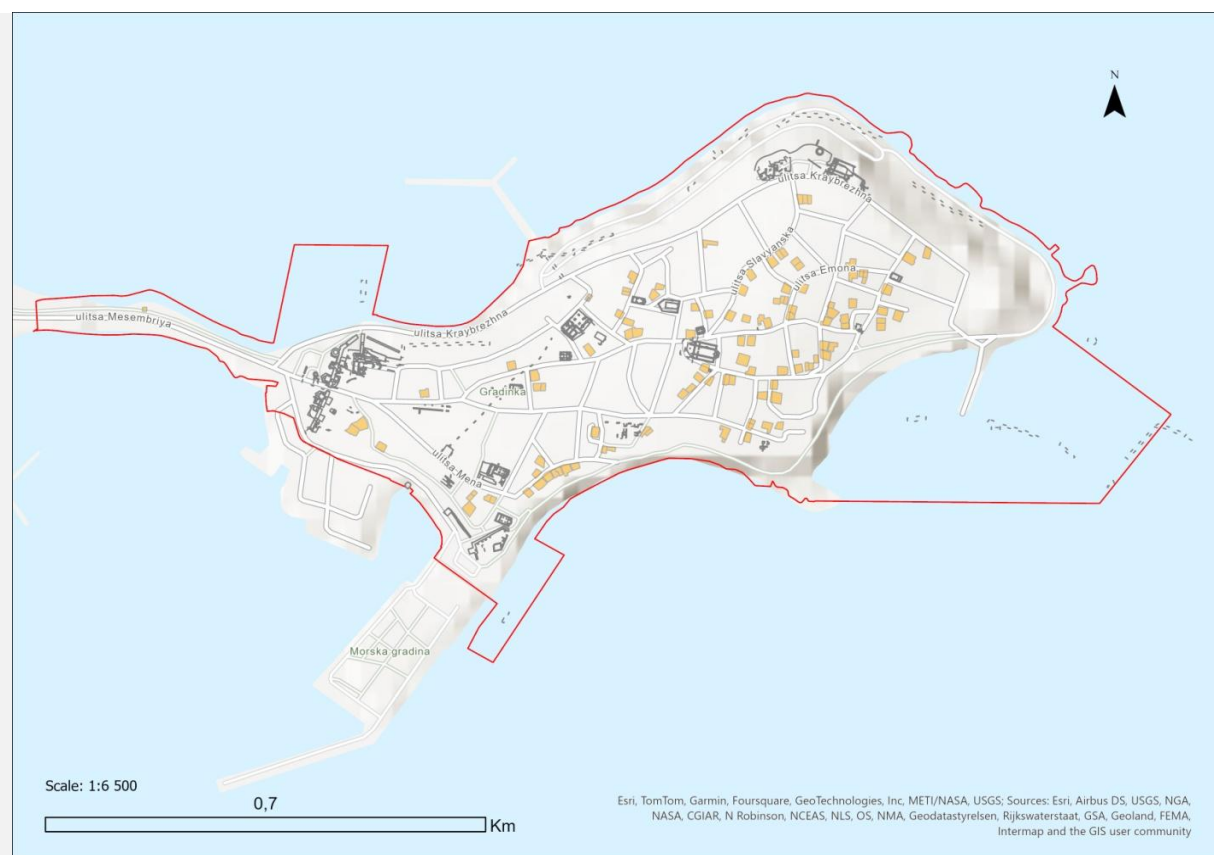 N
ulitsa Kraybrezhna
ulitsa Slavyanska
ulitsa Emona
ulitsa Mesembriya
ulitsa Kraybrezhna
Gradinka
ulitsa Mena
Morska gradina
Scale: 1:6 500
0,7
Km
Esri, TomTom, Garmin, Foursquare, GeoTechnologies, Inc, METI/NASA, USGS; Sources: Esri, Airbus DS, USGS, NGA,
NASA, CGIAR, N Robinson, NCEAS, NLS, OS, NMA, Geodatastyrelsen, Rijkswaterstaat, GSA, Geoland, FEMA,
Intermap and the GIS user community